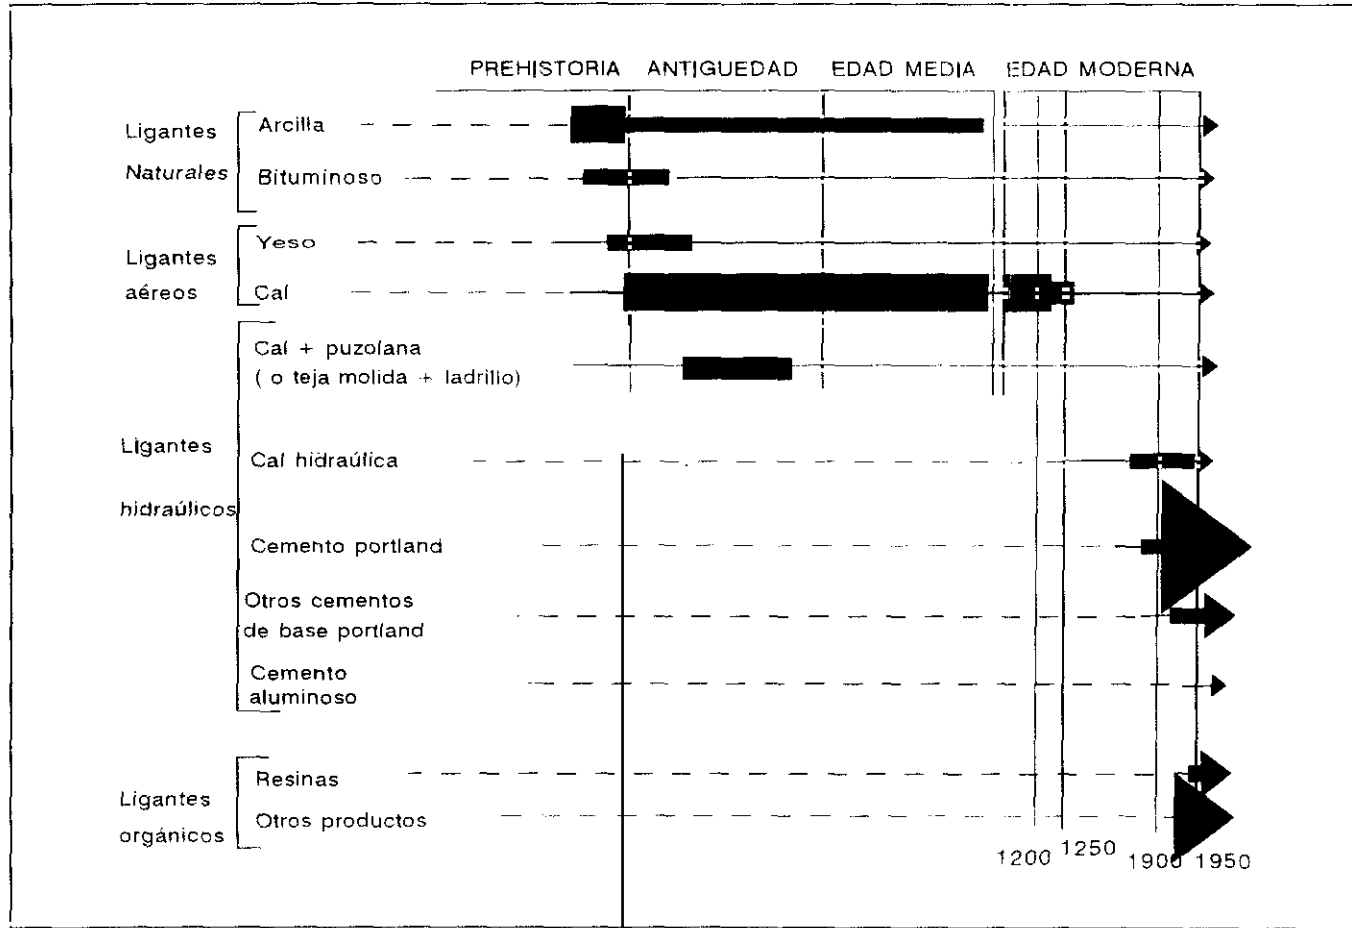 PREHISTORIA ANTIGUEDAD EDAD MEDIA EDAD MODERNA
Ligantes
Naturales
Arcilla
Bituminoso
Ligantes
aéreos
Yeso
Cal
Ligantes
hidraúlicos
Cal + puzolana
( o teja molida + ladrillo)
Cal hidraúlica
Cemento portland
Otros cementos
de base portland
Cemento
aluminoso
Ligantes
orgánicos
Resinas
Otros productos
1200 1250 1900 1950